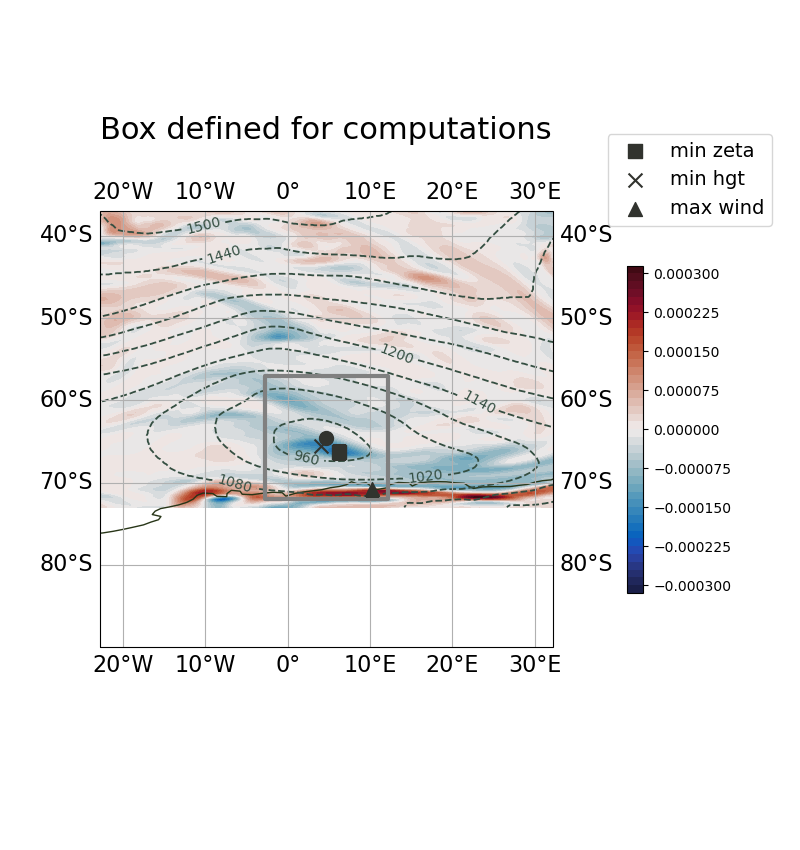 Box defined for computations
min zeta
min hgt
max wind
20°W 10°W 0° 10°E 20°E 30°E
40°S 40°S
50°S 50°S
60°S 60°S
70°S 70°S
80°S 80°S
1500
1440
1200
1140
960
1080
1020
20°W 10°W 0° 10°E 20°E 30°E
0.000300
0.000225
0.000150
0.000075
0.000000
−0.000075
−0.000150
−0.000225
−0.000300